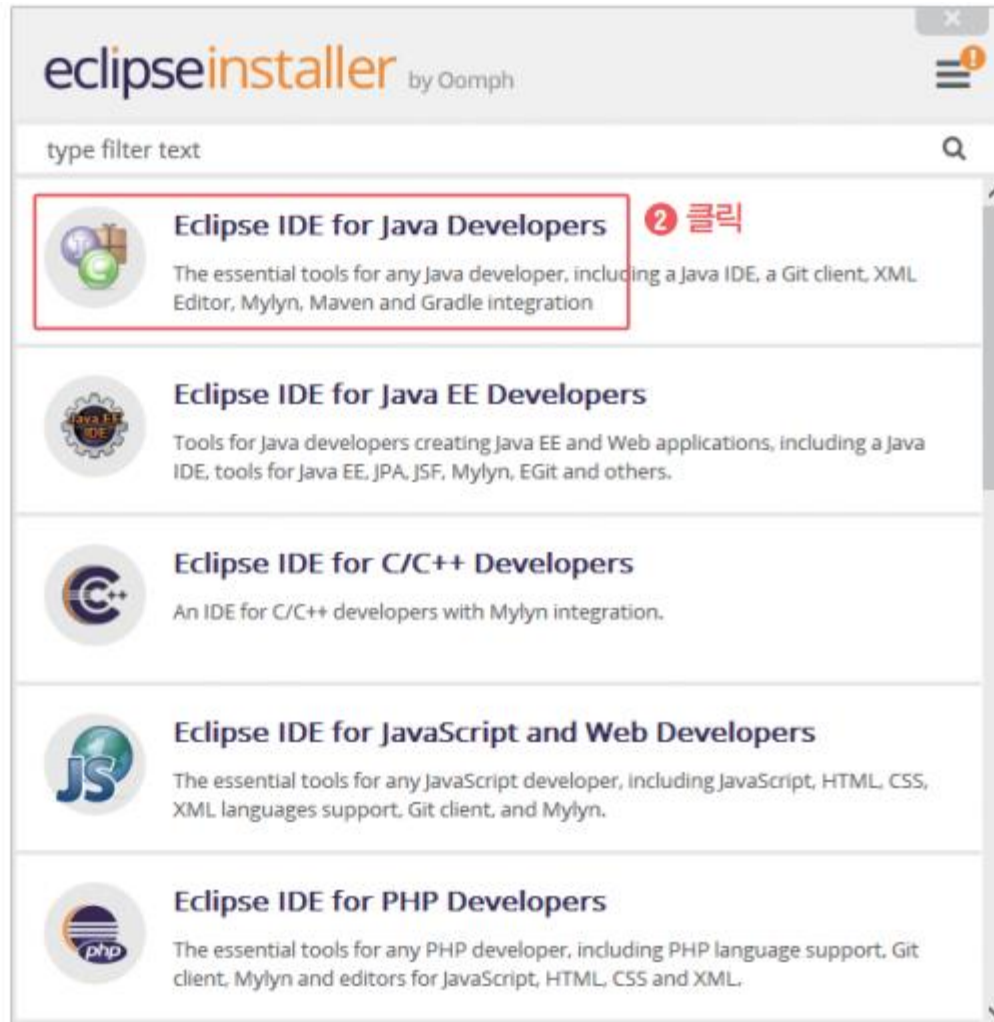 eclipseinstaller by Oomph
type filter text
Eclipse IDE for Java Developers
❷ 클릭
The essential tools for any Java developer, including a Java IDE, a Git client, XML
Editor, Mylyn, Maven and Gradle integration
Java EE
IDE
Eclipse IDE for Java EE Developers
Tools for Java developers creating Java EE and Web applications, including a Java
IDE, tools for Java EE, JPA, JSF, Mylyn, EGit and others.
C++
Eclipse IDE for C/C++ Developers
An IDE for C/C++ developers with Mylyn integration.
JS
Eclipse IDE for JavaScript and Web Developers
The essential tools for any JavaScript developer, including JavaScript, HTML, CSS,
XML languages support, Git client, and Mylyn.
php
Eclipse IDE for PHP Developers
The essential tools for any PHP developer, including PHP language support, Git
client, Mylyn and editors for JavaScript, HTML, CSS and XML.